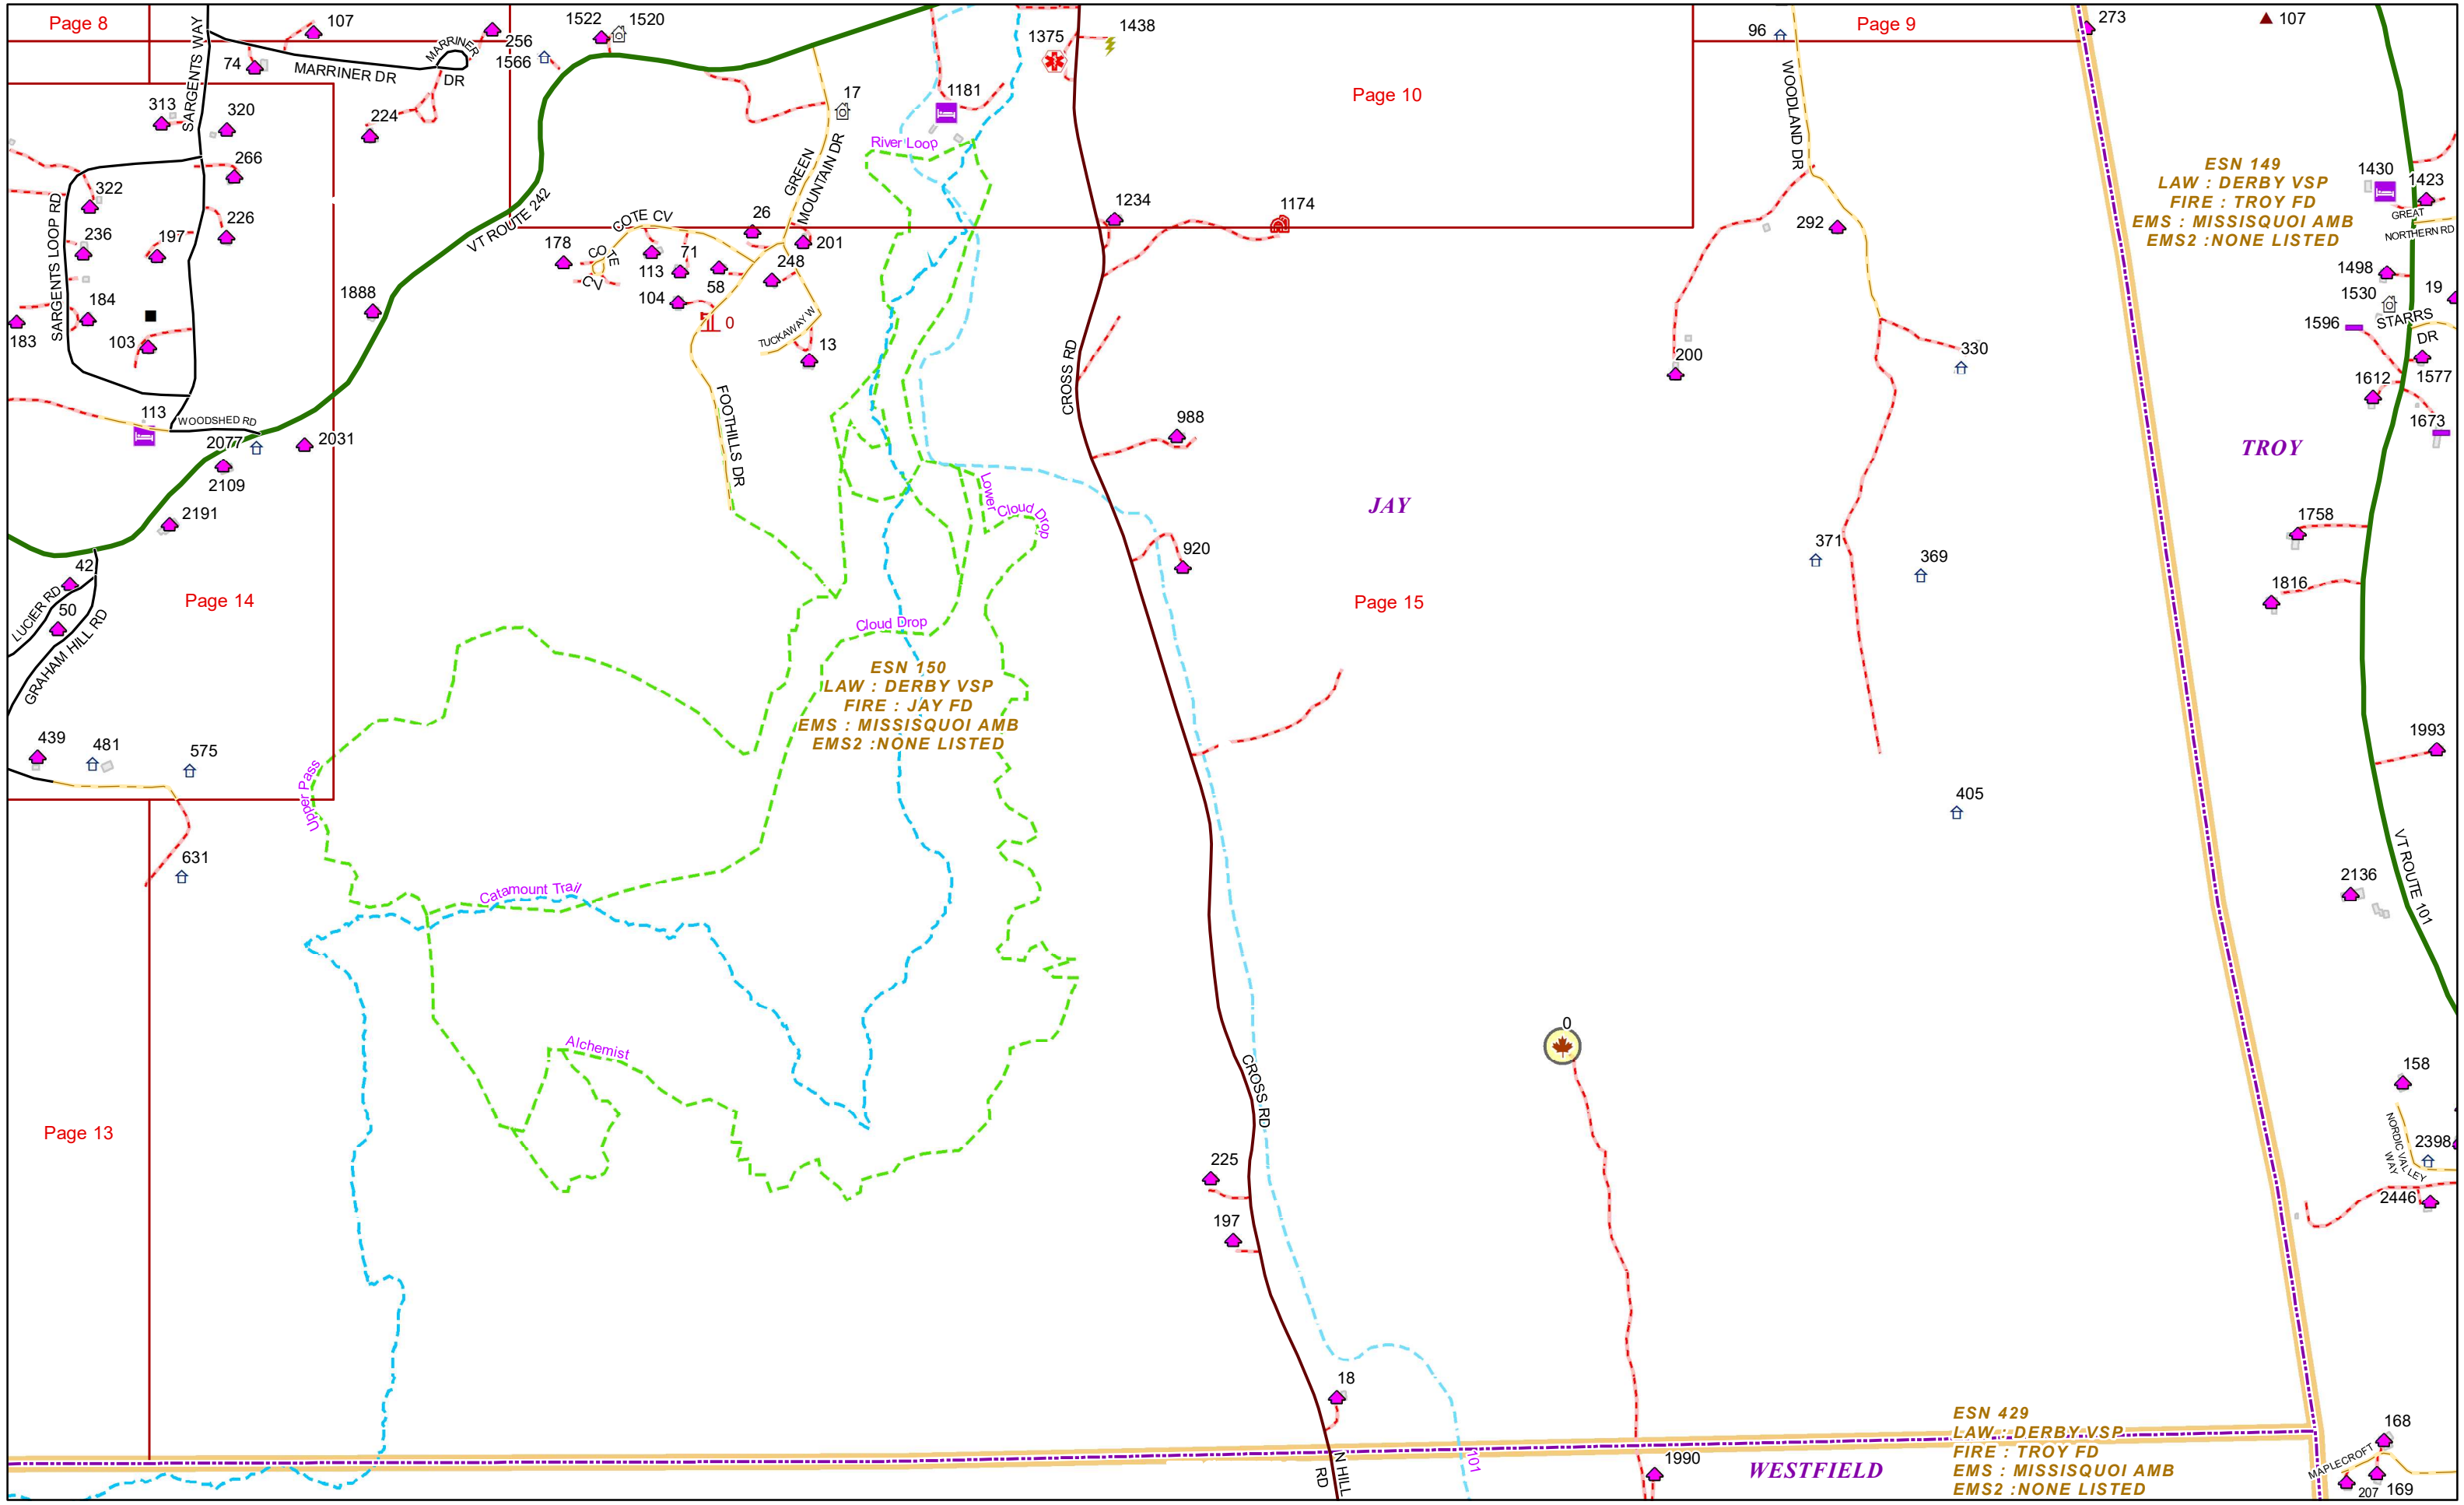 Page 8
SARGENTS WAY
107
MARRINER DR
MARRINER
DR
256
1566
1522
1520
1375
1438
96
Page 9
273
107
74
313
320
224
17
1181
Page 10
WOODLAND DR
GREEN
MOUNTAIN DR
River Loop
ESN 149
LAW : DERBY VSP
FIRE : TROY FD
EMS : MISSISQUOI AMB
EMS2 :NONE LISTED
1430
1423
GREAT
NORTHERN RD
266
322
SARGENTS LOOP RD
236
197
226
VT ROUTE 242
COTE CV
COTE
CV
178
26
201
71
113
248
58
104
0
TUCKAWAY W
13
1234
1174
292
1498
1530
19
1596
STARRS
DR
184
183
103
1888
CROSS RD
200
330
1577
1612
1673
113
WOODSHED RD
2077
2031
2109
2191
FOOTHILLS DR
988
TROY
Lower
Cloud Drop
JAY
1758
920
371
369
1816
42
LUCIER RD
50
GRAHAM HILL RD
Page 14
Cloud Drop
Page 15
ESN 150
LAW : DERBY VSP
FIRE : JAY FD
EMS : MISSISQUOI AMB
EMS2 :NONE LISTED
439
481
575
Upper Pass
1993
405
631
VT ROUTE 101
2136
Catamount Trail
0
Alchemist
CROSS RD
158
Page 13
NORDIC VALLEY
WAY
2398
225
2446
197
18
ESN 429
LAW : DERBY VSP
FIRE : TROY FD
EMS : MISSISQUOI AMB
EMS2 :NONE LISTED
168
N HILL
RD
101
1990
WESTFIELD
MAPLECROFT
207
169